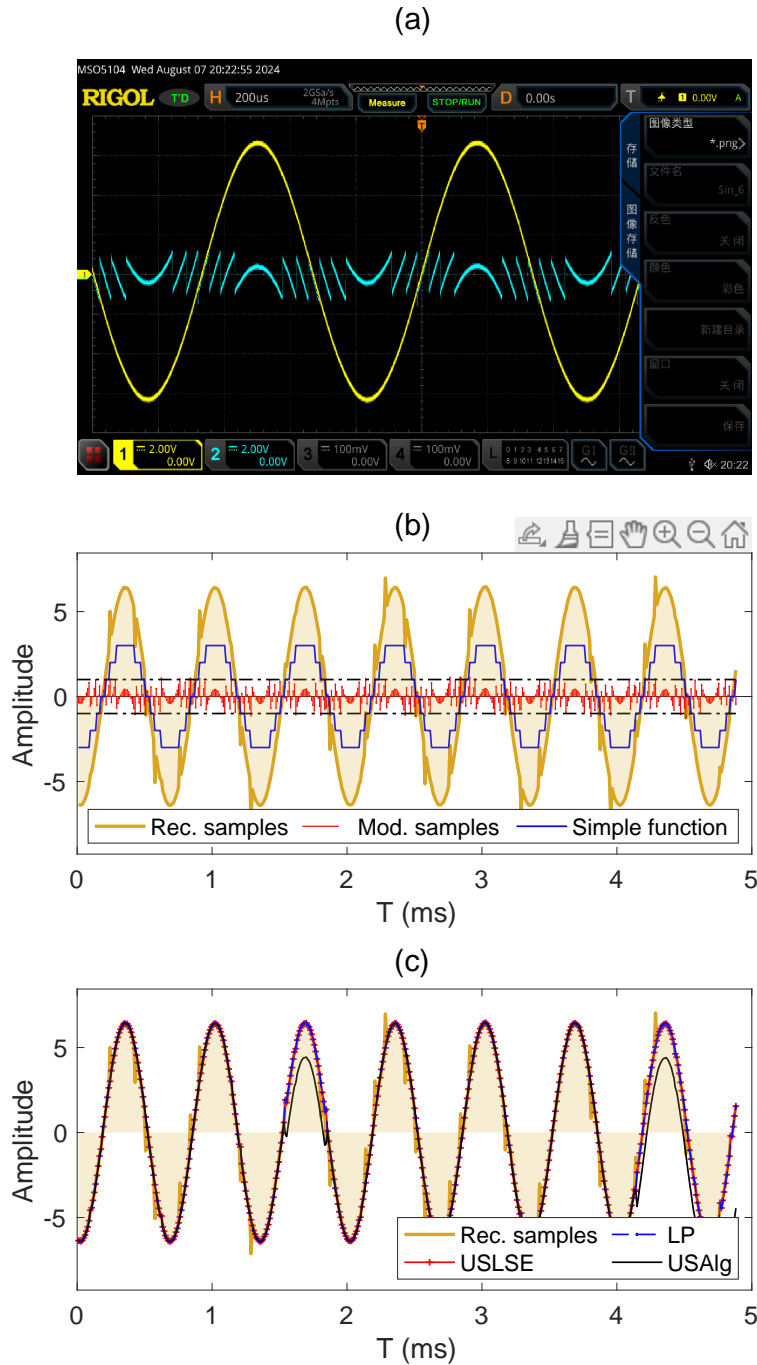 (a)
MSO5104 Wed August 07 20:22:55 2024
RIGOL T'D H 200us 2GSa/s 4Mpts Measure STOP/RUN D 0.00s T 1 0.00V A
T
存储
图像存储
图像类型
*.png
文件名
Sin_6
反色
关闭
颜色
彩色
新建目录
窗口
关闭
保存
1
1 2.00V 0.00V 2 2.00V 0.00V 3 100mV 0.00V 4 100mV 0.00V L 0 1 2 3 4 5 6 7 8 9 10 11 12 13 14 15 GI GII 20:22
(b)
5
0
-5
Amplitude
Rec. samples Mod. samples Simple function
0 1 2 3 4 5
T (ms)
(c)
5
0
-5
Amplitude
Rec. samples LP
USLSE USAlg
0 1 2 3 4 5
T (ms)